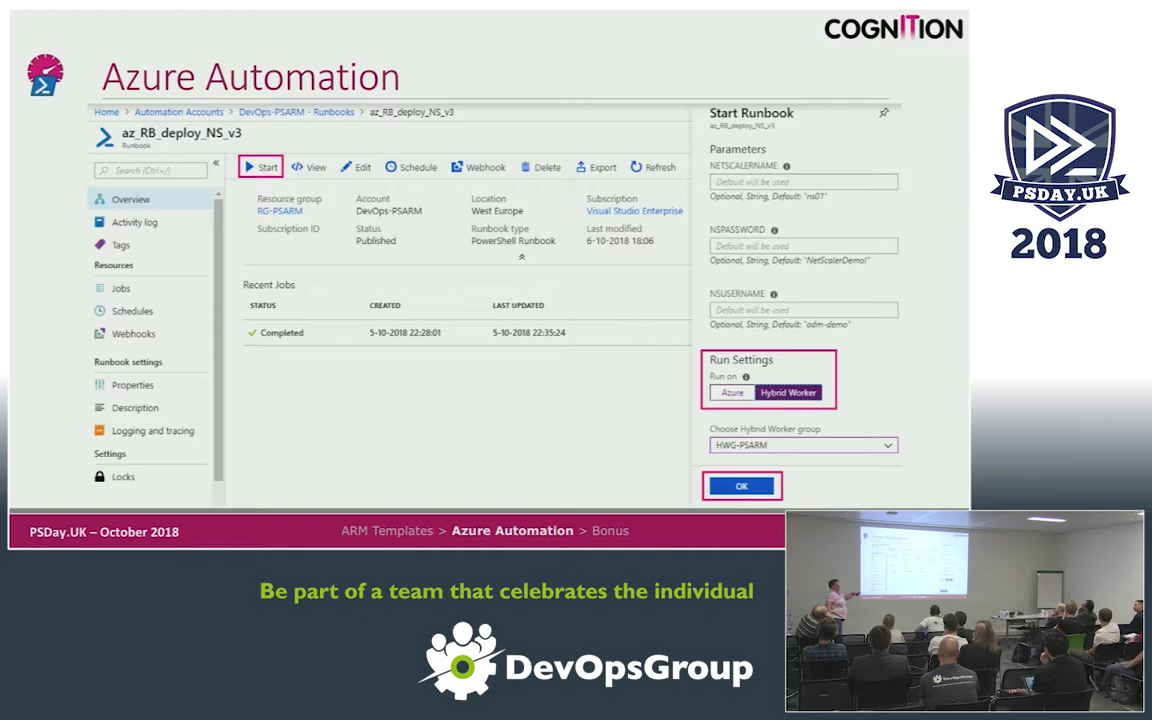 COGNITION
Azure Automation
Home > Automation Accounts > DevOps-PSARM - Runbooks > az_RB_deploy_NS_v3
az_RB_deploy_NS_v3
Runbook
Search (Ctrl+/)
«
Overview
Activity log
Tags
Resources
Jobs
Schedules
Webhooks
Runbook settings
Properties
Description
Logging and tracing
Settings
Locks
Start
View
Edit
Schedule
Webhook
Delete
Export
Refresh
Resource group
RG-PSARM
Subscription ID
Account
DevOps-PSARM
Status
Published
Location
West Europe
Runbook type
PowerShell Runbook
Subscription
Visual Studio Enterprise
Last modified
6-10-2018 18:06
Recent Jobs
STATUS CREATED LAST UPDATED
Completed 5-10-2018 22:28:01 5-10-2018 22:35:24
Start Runbook
az_RB_deploy_NS_v3
Parameters
NETSCALERNAME
Default will be used
Optional, String, Default: "ns01"
NSPASSWORD
Default will be used
Optional, String, Default: "NetScalerDemo!"
NSUSERNAME
Default will be used
Optional, String, Default: "adm-demo"
Run Settings
Run on
Azure Hybrid Worker
Choose Hybrid Worker group
HWG-PSARM
OK
PSDay.UK – October 2018
ARM Templates > Azure Automation > Bonus
PSDAY.UK
2018
Be part of a team that celebrates the individual
DevOpsGroup